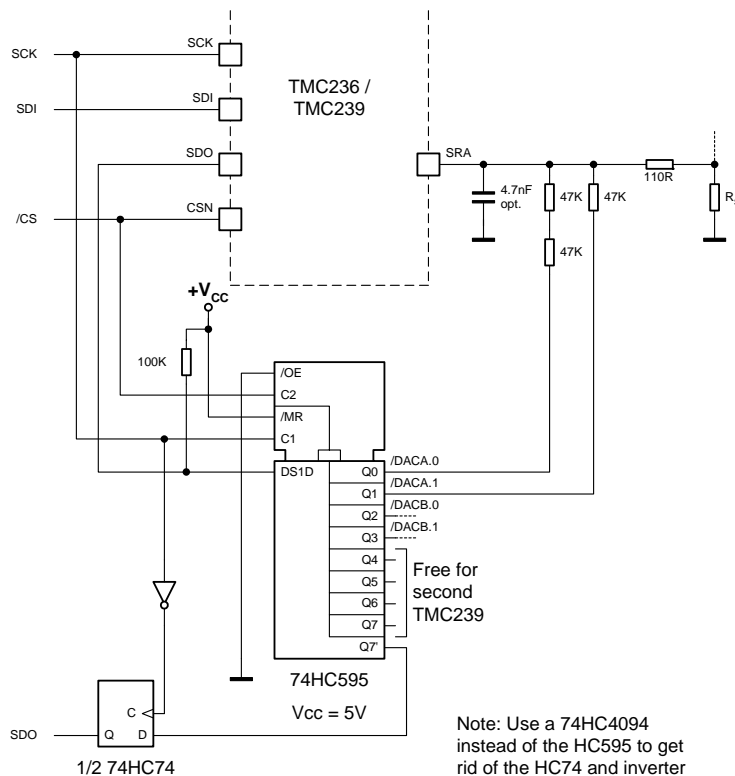 SCK
SCK
TMC236 /
TMC239
SDI
SDI
SDO
SRA
110R
4.7nF
opt.
47K
47K
R
/CS
CSN
47K
+VCC
100K
/OE
C2
/MR
C1
DS1D
Q0
/DACA.0
Q1
/DACA.1
Q2
/DACB.0
Q3
/DACB.1
Q4
Q5
Q6
Q7
Q7'
Free for
second
TMC239
74HC595
Vcc = 5V
SDO
Q
C
D
1/2 74HC74
Note: Use a 74HC4094
instead of the HC595 to get
rid of the HC74 and inverter